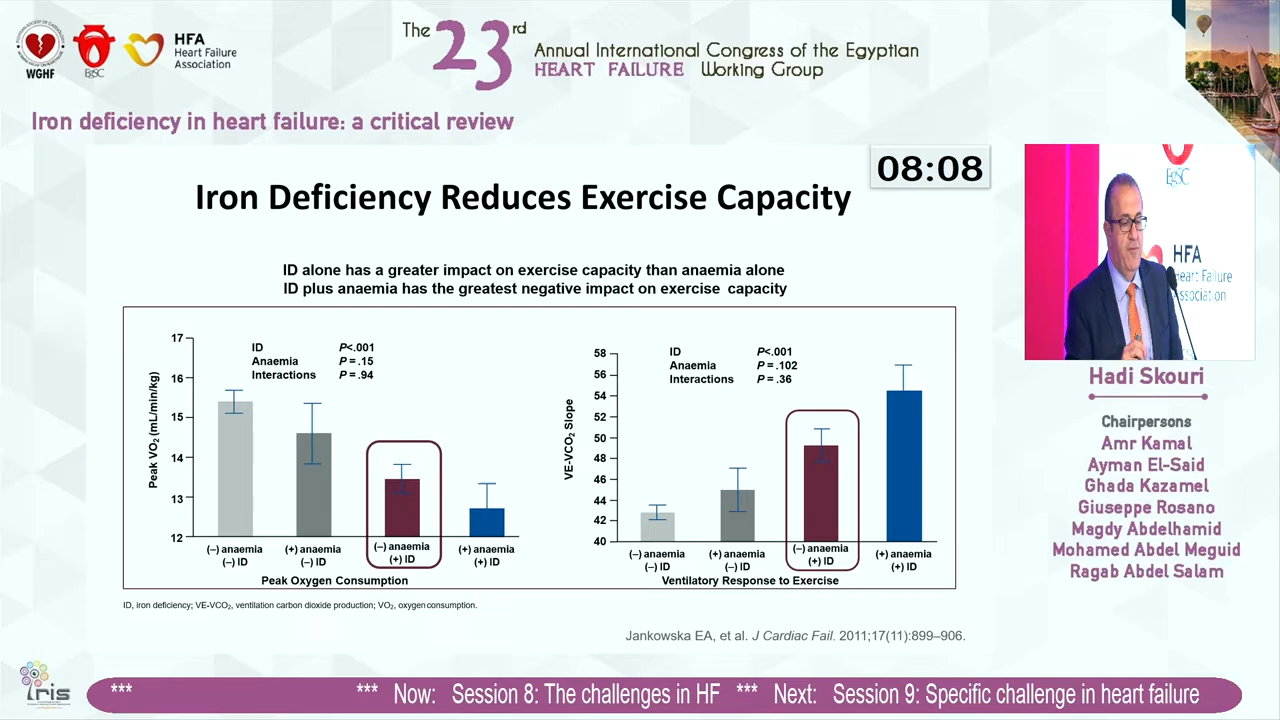 WGHF
EgSC
HFA
Heart Failure
Association
The 23rd
Annual International Congress of the Egyptian
HEART FAILURE Working Group
Iron deficiency in heart failure: a critical review
08:08
Iron Deficiency Reduces Exercise Capacity
ID alone has a greater impact on exercise capacity than anaemia alone
ID plus anaemia has the greatest negative impact on exercise capacity
Peak VO2 (mL/min/kg)
17
16
15
14
13
12
ID P<.001
Anaemia P = .15
Interactions P = .94
(–) anaemia
(–) ID
(+) anaemia
(–) ID
(–) anaemia
(+) ID
(+) anaemia
(+) ID
Peak Oxygen Consumption
VE-VCO2 Slope
58
56
54
52
50
48
46
44
42
40
ID P<.001
Anaemia P = .102
Interactions P = .36
(–) anaemia
(–) ID
(+) anaemia
(–) ID
(–) anaemia
(+) ID
(+) anaemia
(+) ID
Ventilatory Response to Exercise
ID, iron deficiency; VE-VCO2, ventilation carbon dioxide production; VO2, oxygen consumption.
Jankowska EA, et al. J Cardiac Fail. 2011;17(11):899–906.
EgSC
HFA
Heart Failure
Association
Hadi Skouri
Chairpersons
Amr Kamal
Ayman El-Said
Ghada Kazamel
Giuseppe Rosano
Magdy Abdelhamid
Mohamed Abdel Meguid
Ragab Abdel Salam
iris
*** *** Now: Session 8: The challenges in HF *** Next: Session 9: Specific challenge in heart failure